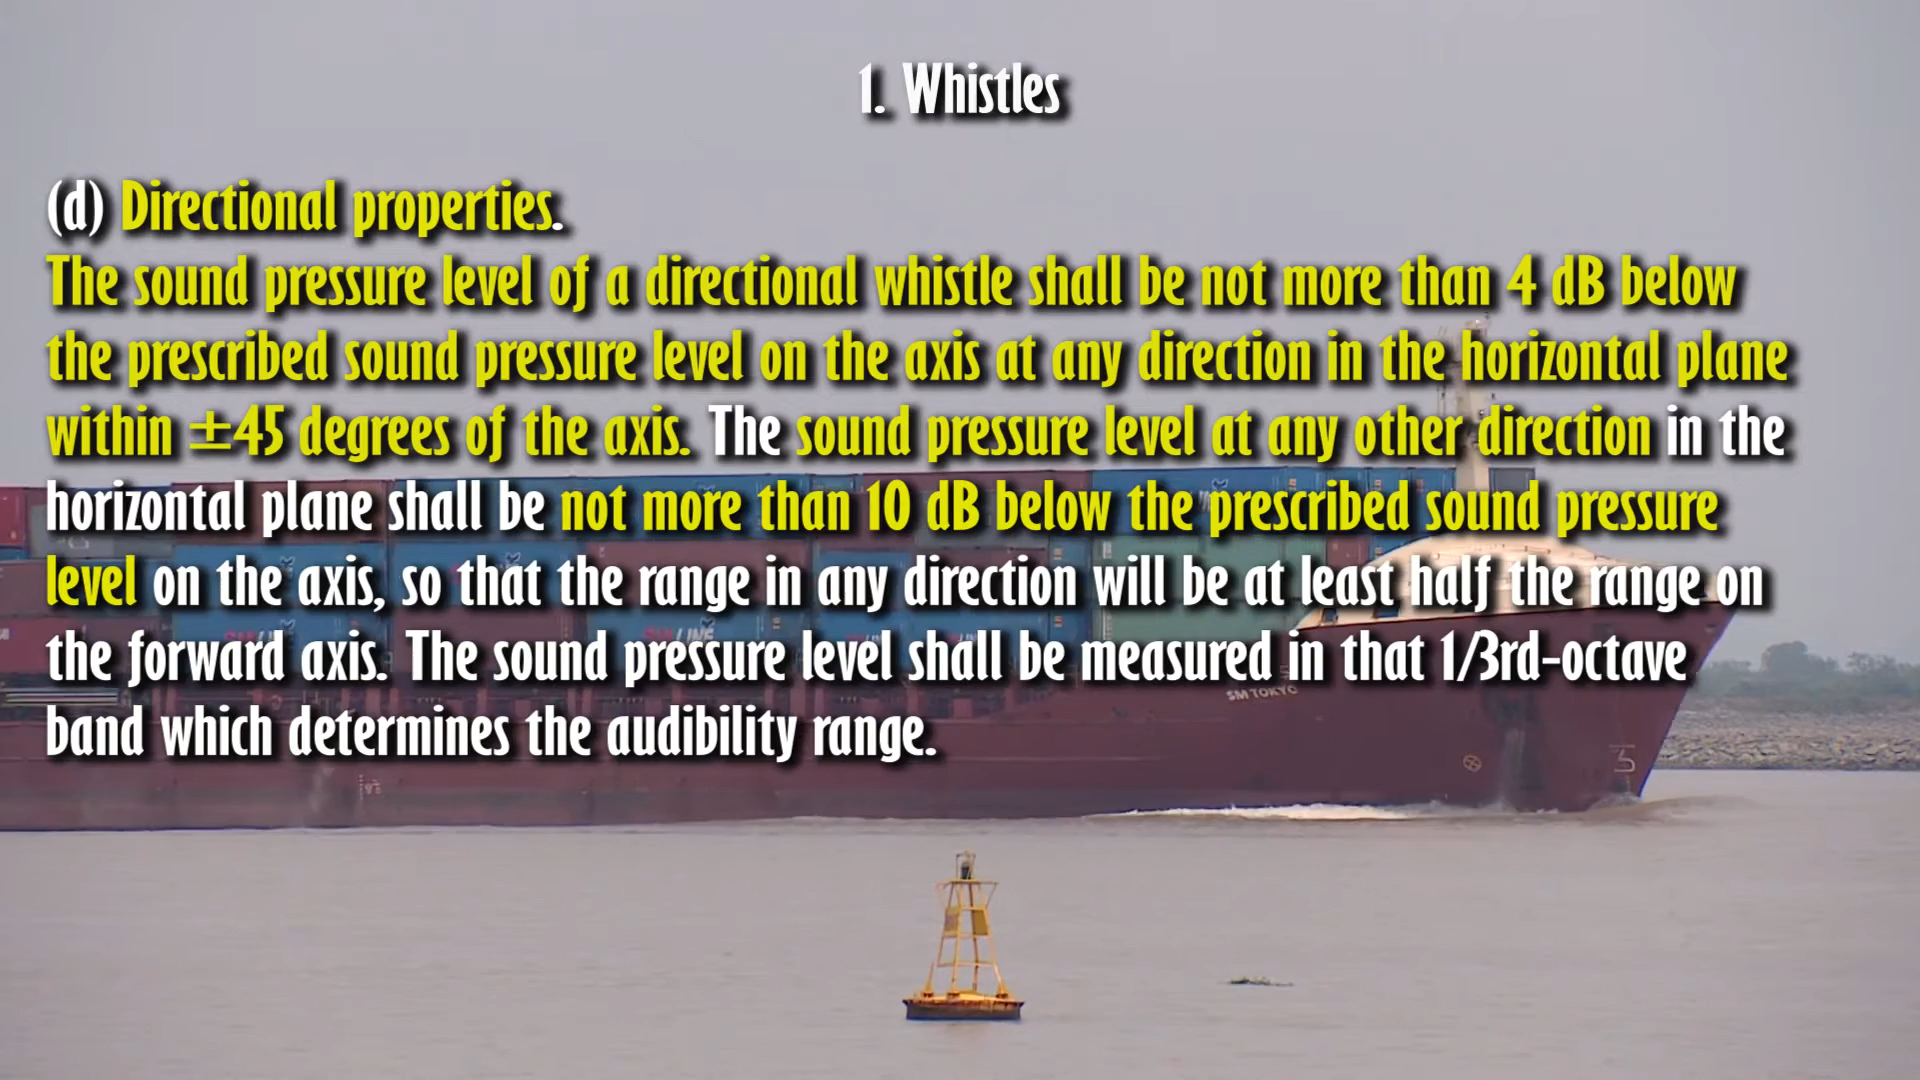 1. Whistles
(d) Directional properties.
The sound pressure level of a directional whistle shall be not more than 4 dB below
the prescribed sound pressure level on the axis at any direction in the horizontal plane
within ±45 degrees of the axis. The sound pressure level at any other direction in the
horizontal plane shall be not more than 10 dB below the prescribed sound pressure
level on the axis, so that the range in any direction will be at least half the range on
the forward axis. The sound pressure level shall be measured in that 1/3rd-octave
band which determines the audibility range.
SM TOKYO